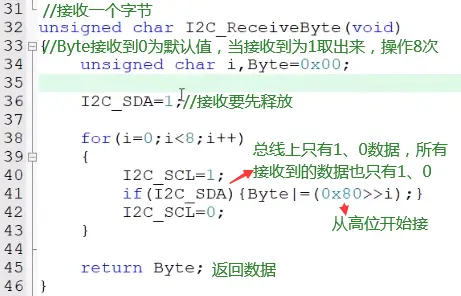 31 //接收一个字节
32 unsigned char I2C_ReceiveByte(void)
33 {//Byte接收到0为默认值，当接收到为1取出来，操作8次
34 unsigned char i,Byte=0x00;
35
36 I2C_SDA=1;//接收要先释放
37
38 for(i=0;i<8;i++)
39 { 总线上只有1、0数据，所有
40 I2C_SCL=1; 接收到的数据也只有1、0
41 if(I2C_SDA){Byte|=(0x80>>i);}
42 I2C_SCL=0; 从高位开始接
43 }
44
45 return Byte; 返回数据
46 }